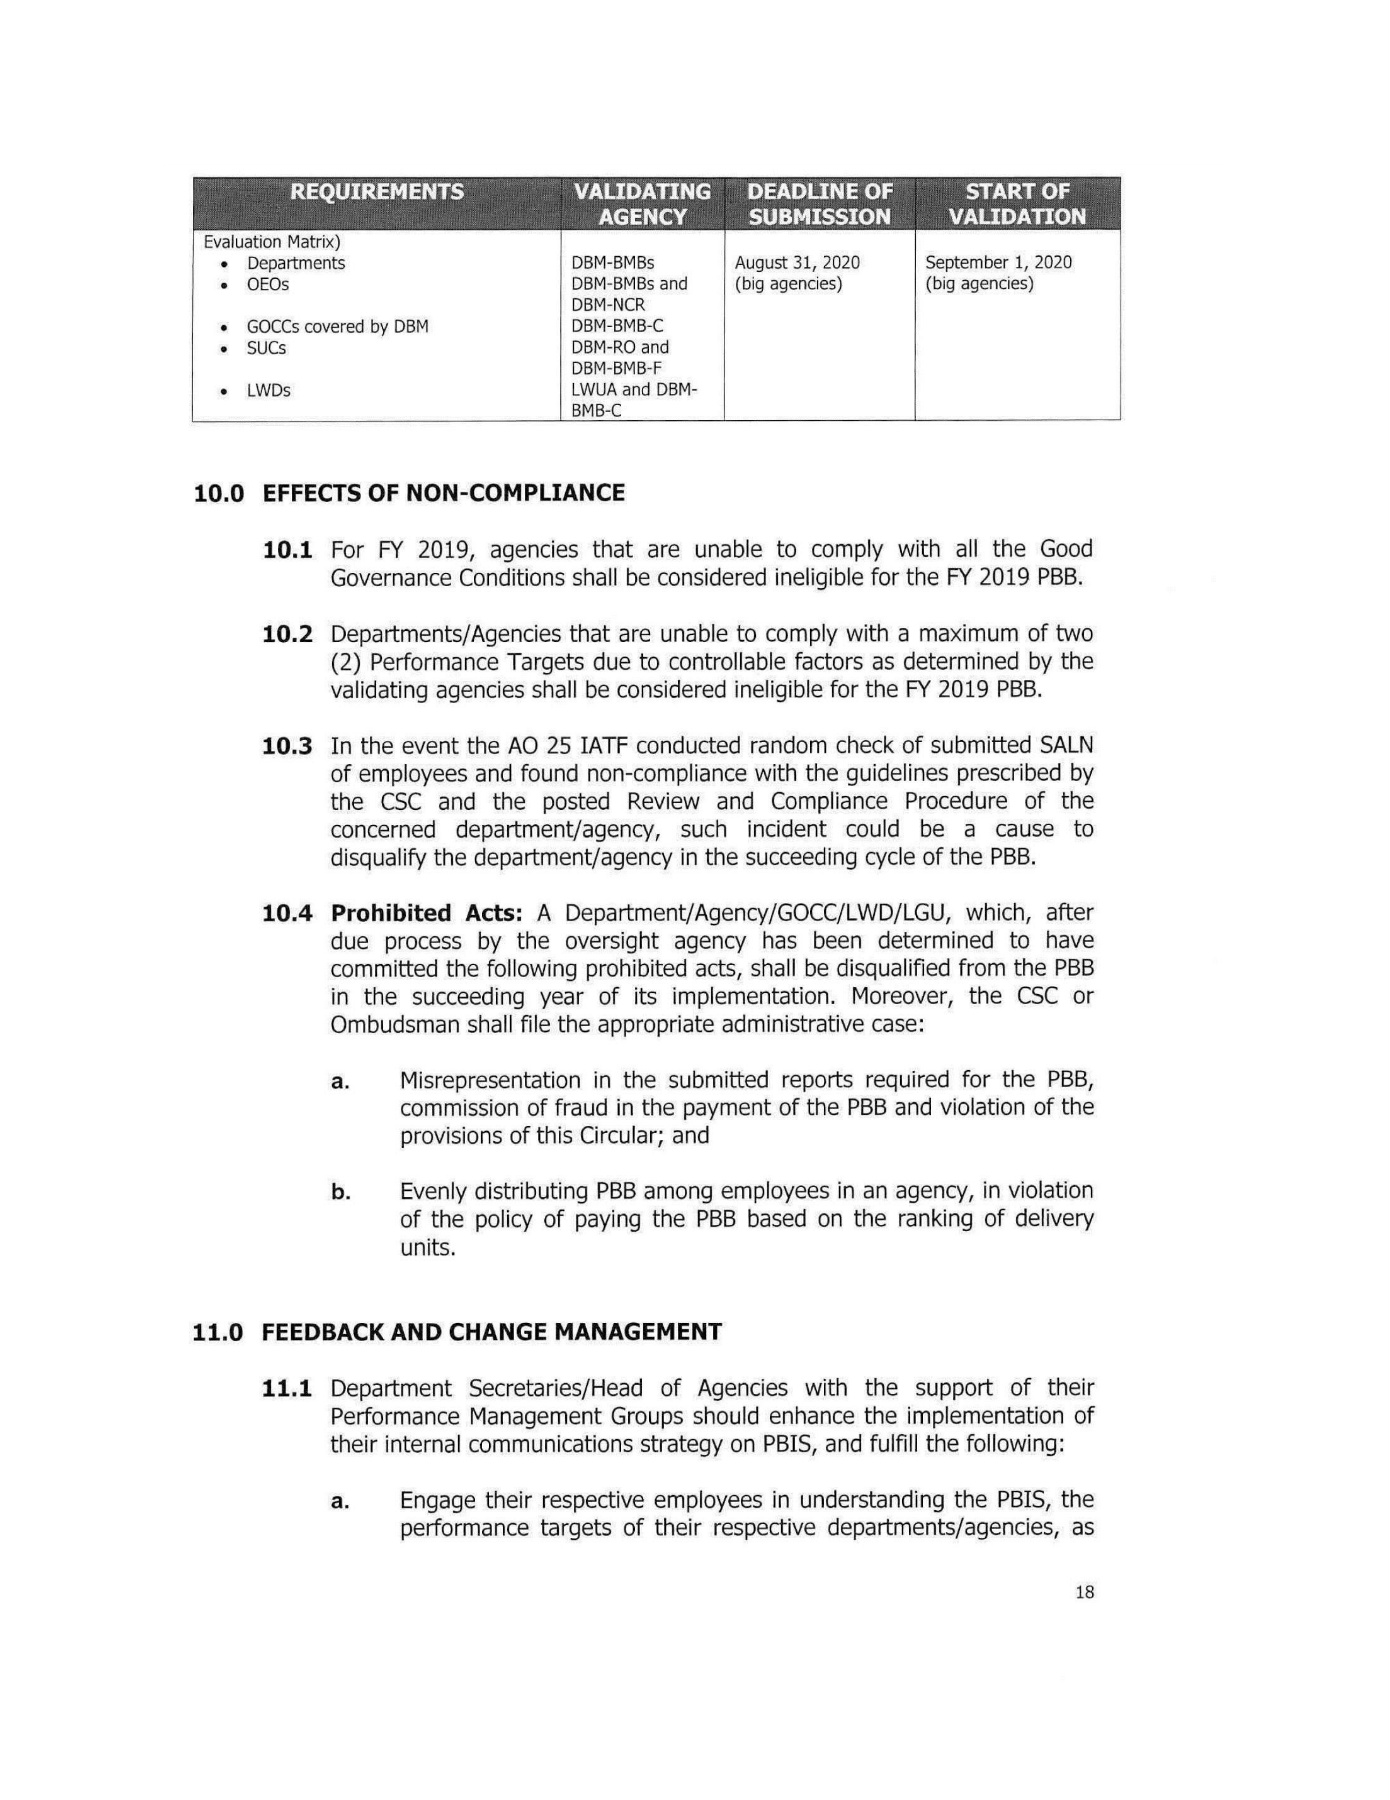 REQUIREMENTS VALIDATING AGENCY DEADLINE OF SUBMISSION START OF VALIDATION
Evaluation Matrix)
• Departments DBM-BMBs August 31, 2020 September 1, 2020
• OEOs DBM-BMBs and (big agencies) (big agencies)
DBM-NCR
• GOCCs covered by DBM DBM-BMB-C
• SUCs DBM-RO and
DBM-BMB-F
• LWDs LWUA and DBM-
BMB-C
10.0 EFFECTS OF NON-COMPLIANCE
10.1 For FY 2019, agencies that are unable to comply with all the Good
Governance Conditions shall be considered ineligible for the FY 2019 PBB.
10.2 Departments/Agencies that are unable to comply with a maximum of two
(2) Performance Targets due to controllable factors as determined by the
validating agencies shall be considered ineligible for the FY 2019 PBB.
10.3 In the event the AO 25 IATF conducted random check of submitted SALN
of employees and found non-compliance with the guidelines prescribed by
the CSC and the posted Review and Compliance Procedure of the
concerned department/agency, such incident could be a cause to
disqualify the department/agency in the succeeding cycle of the PBB.
10.4 Prohibited Acts: A Department/Agency/GOCC/LWD/LGU, which, after
due process by the oversight agency has been determined to have
committed the following prohibited acts, shall be disqualified from the PBB
in the succeeding year of its implementation. Moreover, the CSC or
Ombudsman shall file the appropriate administrative case:
a. Misrepresentation in the submitted reports required for the PBB,
commission of fraud in the payment of the PBB and violation of the
provisions of this Circular; and
b. Evenly distributing PBB among employees in an agency, in violation
of the policy of paying the PBB based on the ranking of delivery
units.
11.0 FEEDBACK AND CHANGE MANAGEMENT
11.1 Department Secretaries/Head of Agencies with the support of their
Performance Management Groups should enhance the implementation of
their internal communications strategy on PBIS, and fulfill the following:
a. Engage their respective employees in understanding the PBIS, the
performance targets of their respective departments/agencies, as
18